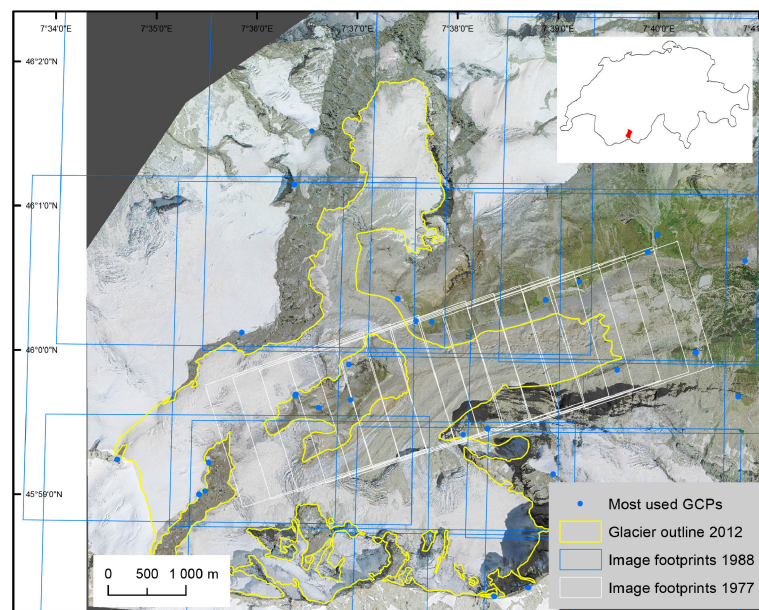 7°34'0"E 7°35'0"E 7°36'0"E 7°37'0"E 7°38'0"E 7°39'0"E 7°40'0"E 7°41
46°2'0"N
46°1'0"N
46°0'0"N
45°59'0"N
0 500 1 000 m
Most used GCPs
Glacier outline 2012
Image footprints 1988
Image footprints 1977